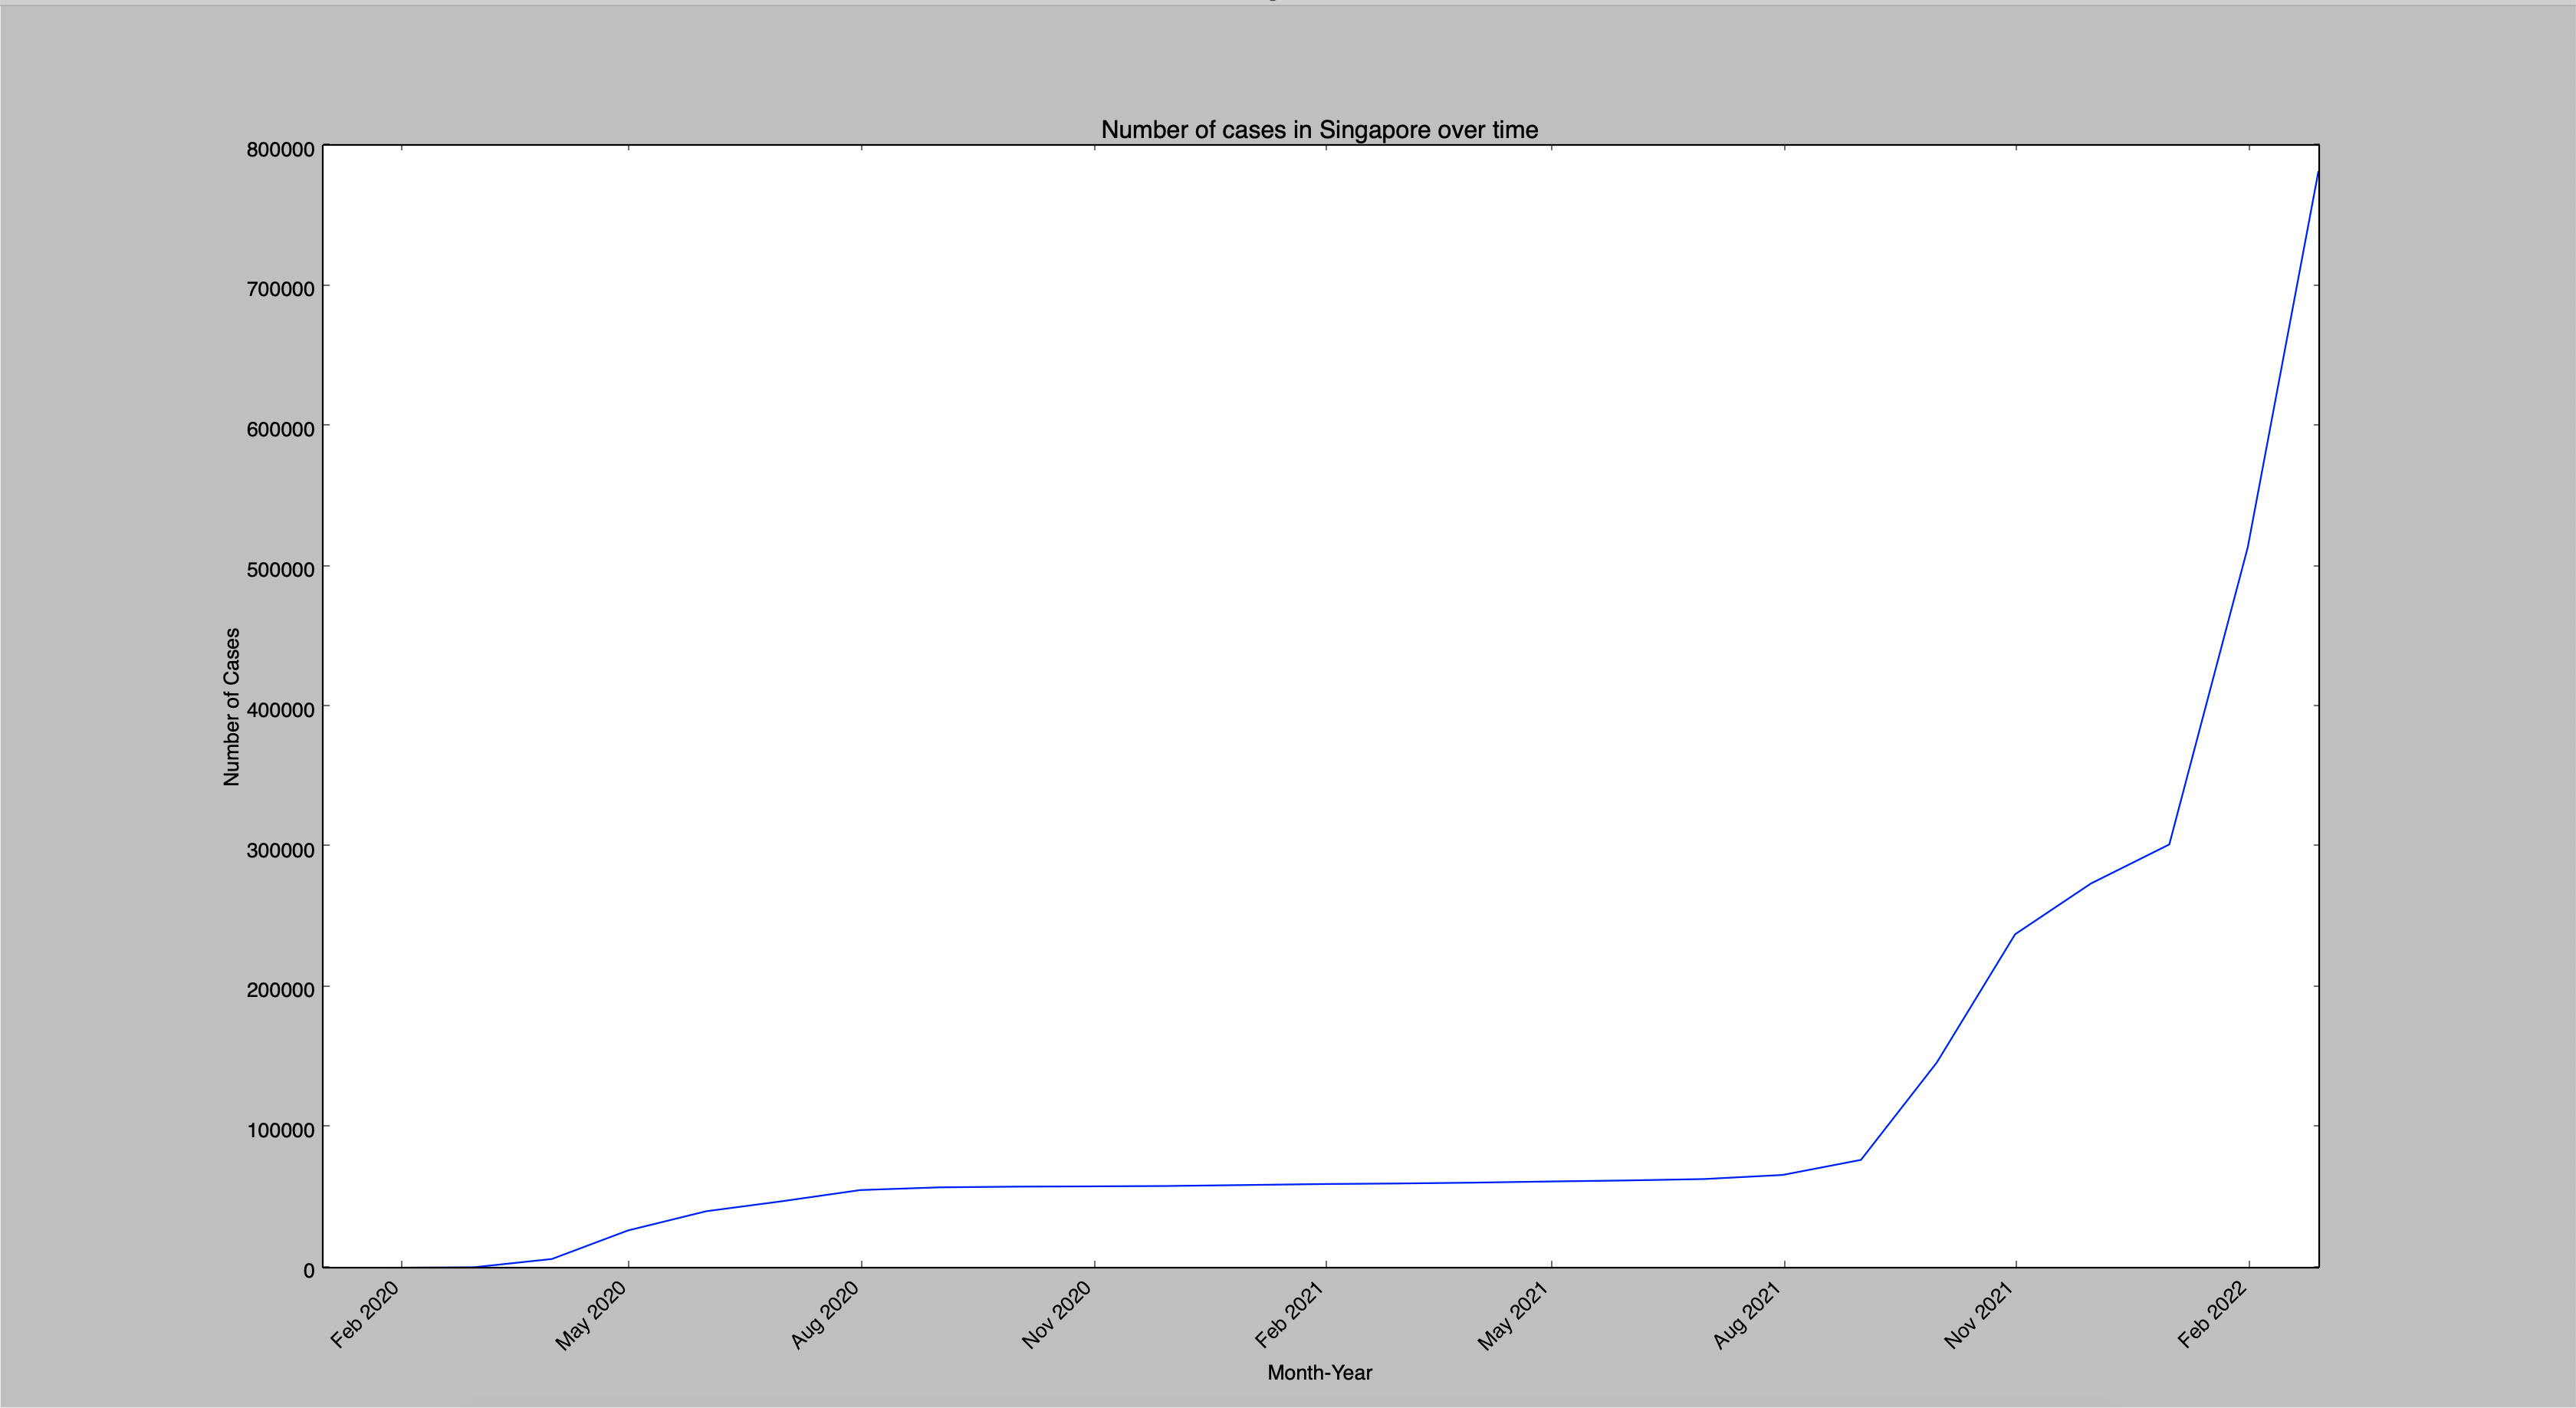 Number of cases in Singapore over time
800000
700000
600000
500000
400000
300000
200000
100000
0
Number of Cases
Feb 2020
May 2020
Aug 2020
Nov 2020
Feb 2021
May 2021
Aug 2021
Nov 2021
Feb 2022
Month-Year